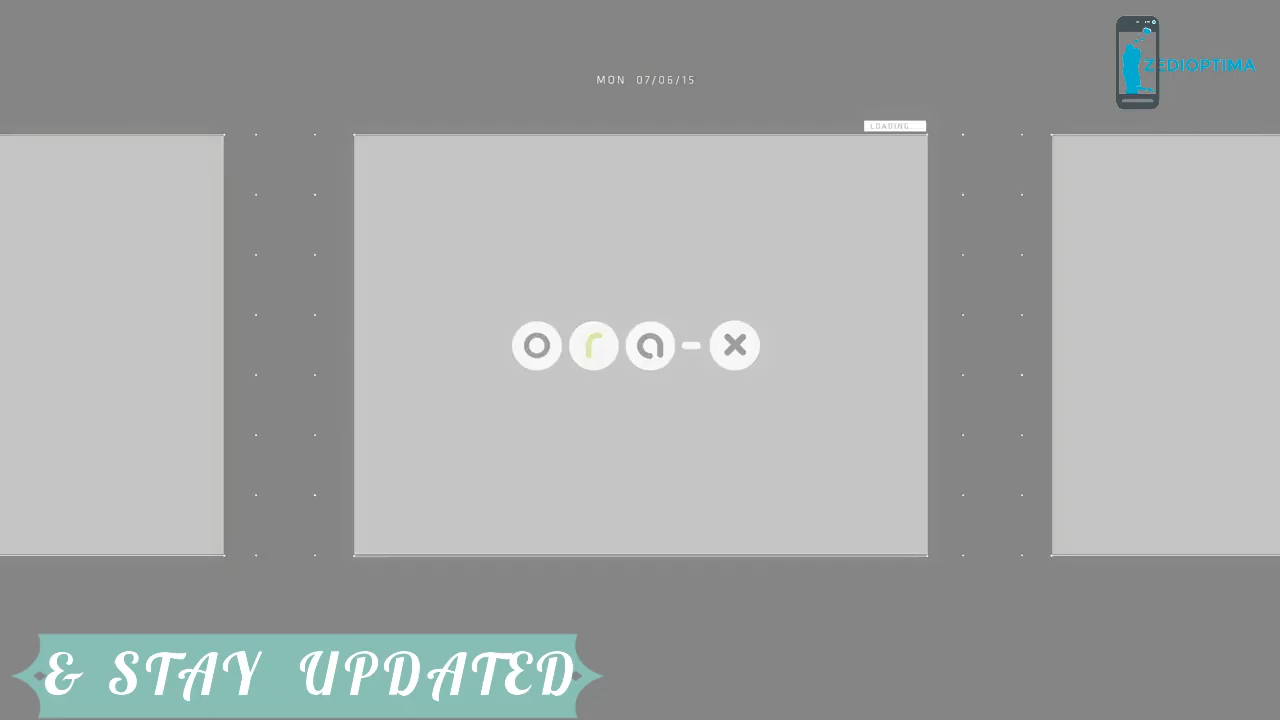 ZEDIOPTIMA
MON 07/06/15
LOADING...
ora-x
& STAY UPDATED